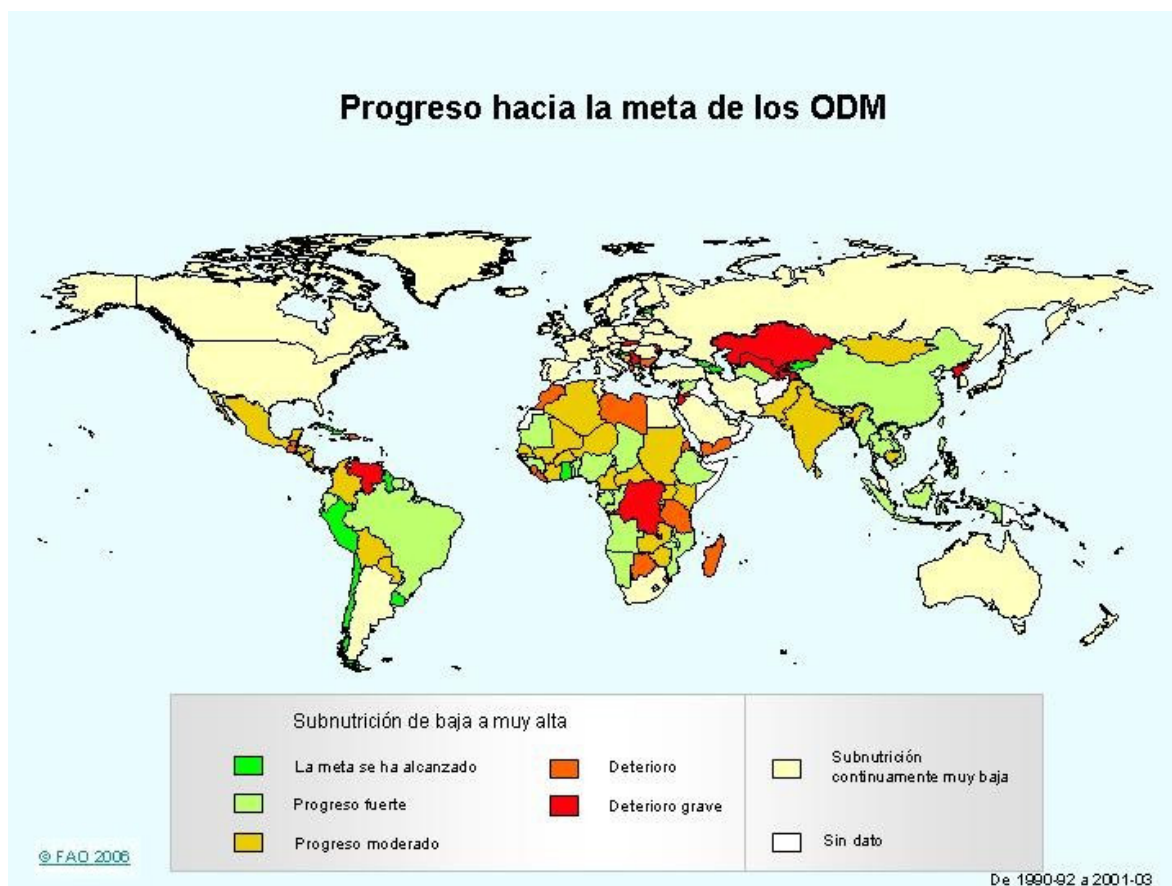 Progreso hacia la meta de los ODM
Subnutrición de baja a muy alta
La meta se ha alcanzado
Progreso fuerte
Progreso moderado
Deterioro
Deterioro grave
Subnutrición
continuamente muy baja
Sin dato
© FAO 2006
De 1990-92 a 2001-03